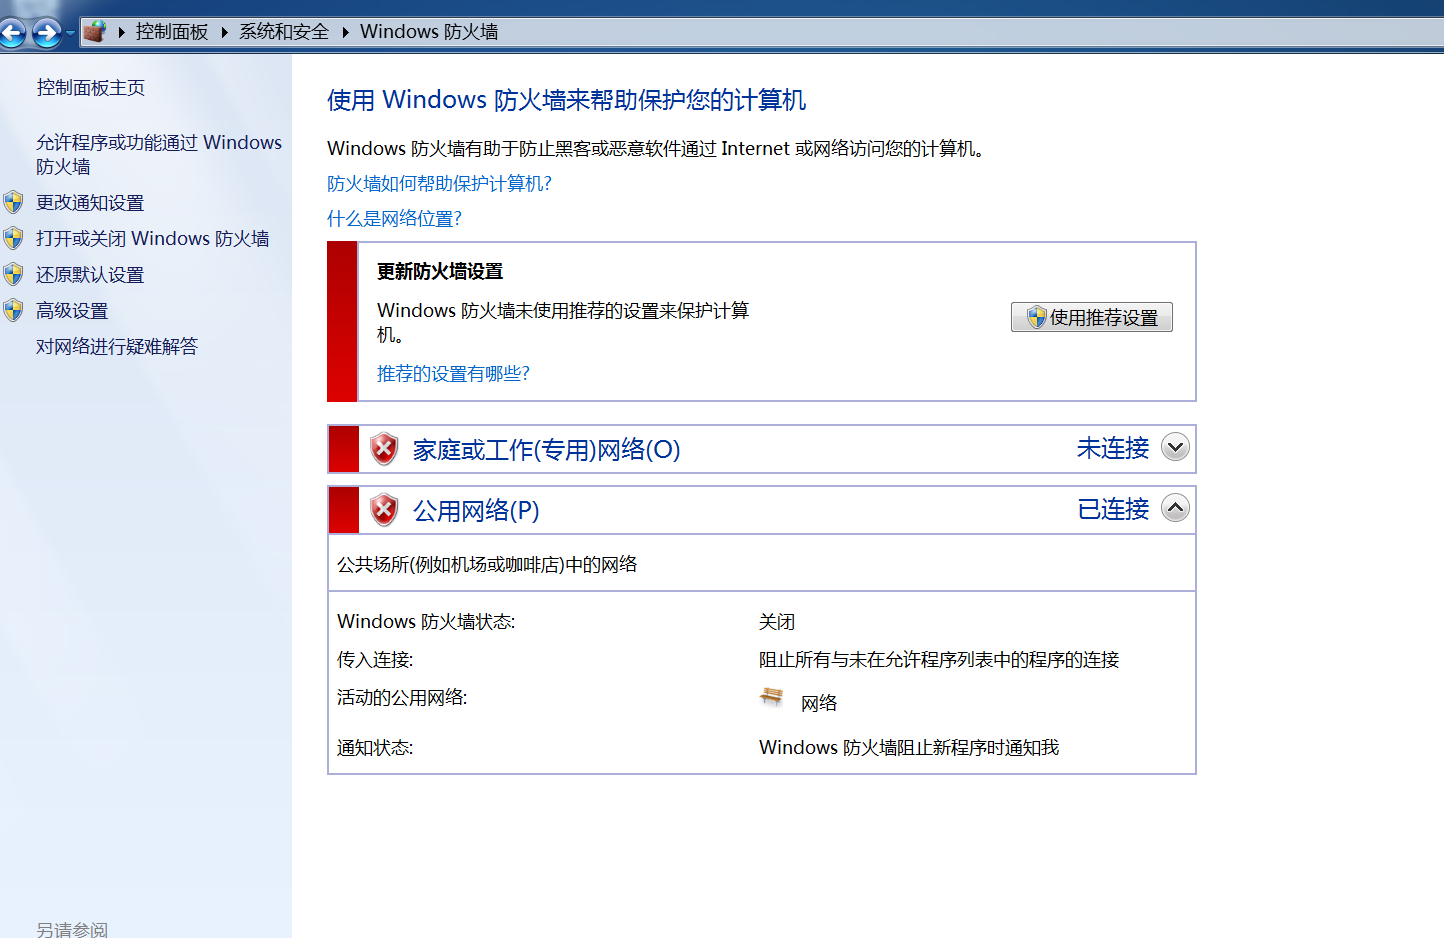 控制面板 系统和安全 Windows 防火墙
控制面板主页
允许程序或功能通过 Windows
防火墙
更改通知设置
打开或关闭 Windows 防火墙
还原默认设置
高级设置
对网络进行疑难解答
另请参阅
使用 Windows 防火墙来帮助保护您的计算机
Windows 防火墙有助于防止黑客或恶意软件通过 Internet 或网络访问您的计算机。
防火墙如何帮助保护计算机?
什么是网络位置?
更新防火墙设置
Windows 防火墙未使用推荐的设置来保护计算
机。
使用推荐设置
推荐的设置有哪些?
家庭或工作(专用)网络(O) 未连接
公用网络(P) 已连接
公共场所(例如机场或咖啡店)中的网络
Windows 防火墙状态: 关闭
传入连接: 阻止所有与未在允许程序列表中的程序的连接
活动的公用网络: 网络
通知状态: Windows 防火墙阻止新程序时通知我